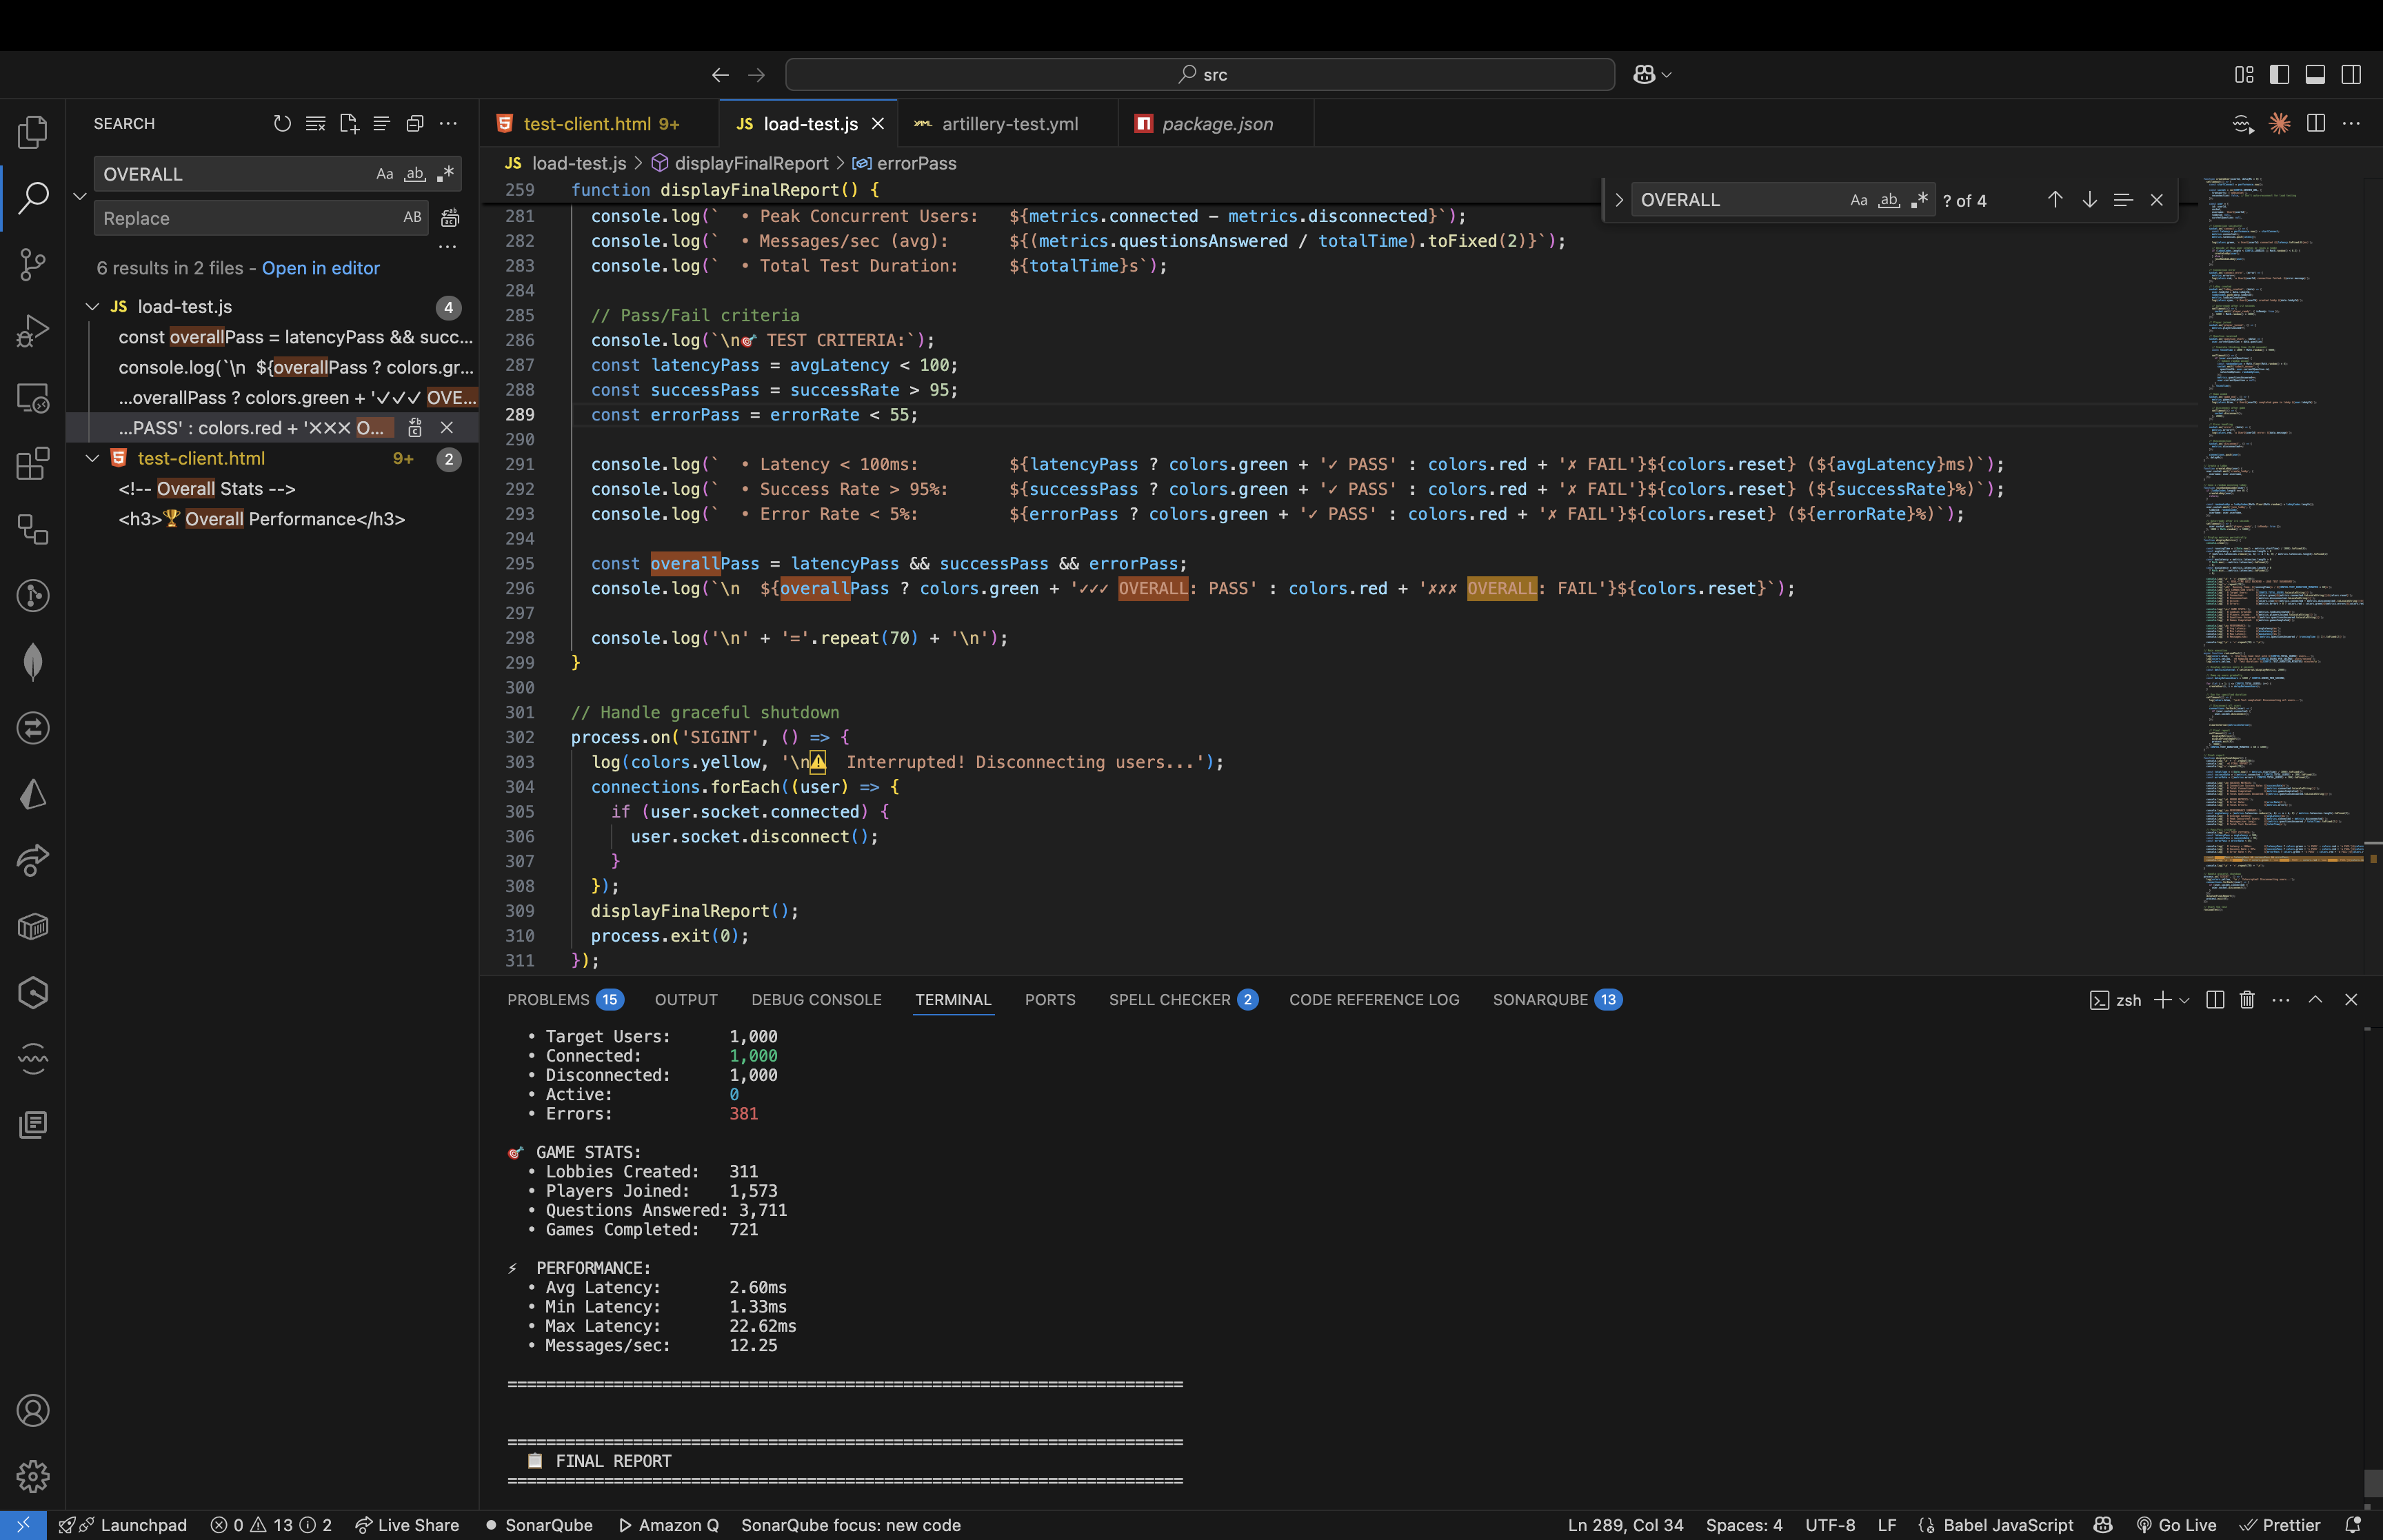 src
SEARCH
OVERALL
Aa ab
Replace
AB
6 results in 2 files - Open in editor
JS load-test.js 4
const overallPass = latencyPass && succ...
console.log(`\n ${overallPass ? colors.gr...
...overallPass ? colors.green + '✓✓✓ OVE...
...PASS' : colors.red + '✗✗✗ O...
test-client.html 9+ 2
<!-- Overall Stats -->
<h3>🏆 Overall Performance</h3>
test-client.html 9+
JS load-test.js
YAML artillery-test.yml
package.json
JS load-test.js > displayFinalReport > errorPass
OVERALL Aa ab ? of 4
259 function displayFinalReport() {
281 console.log(`  • Peak Concurrent Users:   ${metrics.connected - metrics.disconnected}`);
282 console.log(`  • Messages/sec (avg):      ${(metrics.questionsAnswered / totalTime).toFixed(2)}`);
283 console.log(`  • Total Test Duration:     ${totalTime}s`);
284
285 // Pass/Fail criteria
286 console.log(`\n🎯 TEST CRITERIA:`);
287 const latencyPass = avgLatency < 100;
288 const successPass = successRate > 95;
289 const errorPass = errorRate < 55;
290
291 console.log(`  • Latency < 100ms:         ${latencyPass ? colors.green + '✓ PASS' : colors.red + '✗ FAIL'}${colors.reset} (${avgLatency}ms)`);
292 console.log(`  • Success Rate > 95%:      ${successPass ? colors.green + '✓ PASS' : colors.red + '✗ FAIL'}${colors.reset} (${successRate}%)`);
293 console.log(`  • Error Rate < 5%:         ${errorPass ? colors.green + '✓ PASS' : colors.red + '✗ FAIL'}${colors.reset} (${errorRate}%)`);
294
295 const overallPass = latencyPass && successPass && errorPass;
296 console.log(`\n  ${overallPass ? colors.green + '✓✓✓ OVERALL: PASS' : colors.red + '✗✗✗ OVERALL: FAIL'}${colors.reset}`);
297
298 console.log('\n' + '='.repeat(70) + '\n');
299 }
300
301 // Handle graceful shutdown
302 process.on('SIGINT', () => {
303 log(colors.yellow, '\n⚠️  Interrupted! Disconnecting users...');
304 connections.forEach((user) => {
305 if (user.socket.connected) {
306 user.socket.disconnect();
307 }
308 });
309 displayFinalReport();
310 process.exit(0);
311 });
PROBLEMS 15 OUTPUT DEBUG CONSOLE TERMINAL PORTS SPELL CHECKER 2 CODE REFERENCE LOG SONARQUBE 13 zsh
• Target Users: 1,000
• Connected: 1,000
• Disconnected: 1,000
• Active: 0
• Errors: 381
🎯 GAME STATS:
• Lobbies Created: 311
• Players Joined: 1,573
• Questions Answered: 3,711
• Games Completed: 721
⚡ PERFORMANCE:
• Avg Latency: 2.60ms
• Min Latency: 1.33ms
• Max Latency: 22.62ms
• Messages/sec: 12.25
======================================================================
======================================================================
📋 FINAL REPORT
======================================================================
Launchpad 0 13 2 Live Share SonarQube Amazon Q SonarQube focus: new code Ln 289, Col 34 Spaces: 4 UTF-8 LF Babel JavaScript Go Live Prettier